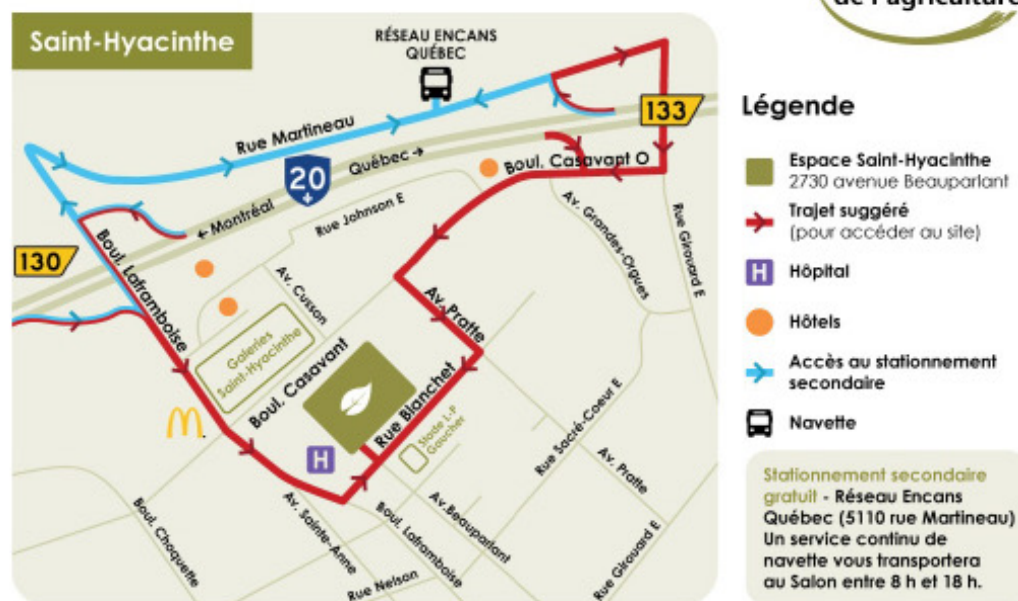 de l'agriculture
Saint-Hyacinthe
RÉSEAU ENCANS
QUÉBEC
Rue Martineau
133
Boul. Casavant O
Québec →
20
← Montréal
Rue Johnson E
Av. Grandes-Orgues
Rue Girouard E
130
Boul. Laframboise
Av. Cusson
Av. Pratte
Galeries
Saint-Hyacinthe
Boul. Casavant
Rue Blanchet
Stade L-P
Gaucher
Rue Sacré-Coeur E
H
Av. Pratte
Boul. Choquette
Av. Sainte-Anne
Av.Beauparlant
Boul. Laframboise
Rue Nelson
Rue Girouard E
Légende
Espace Saint-Hyacinthe
2730 avenue Beauparlant
Trajet suggéré
(pour accéder au site)
H Hôpital
Hôtels
Accès au stationnement
secondaire
Navette
Stationnement secondaire
gratuit - Réseau Encans
Québec (5110 rue Martineau)
Un service continu de
navette vous transportera
au Salon entre 8 h et 18 h.